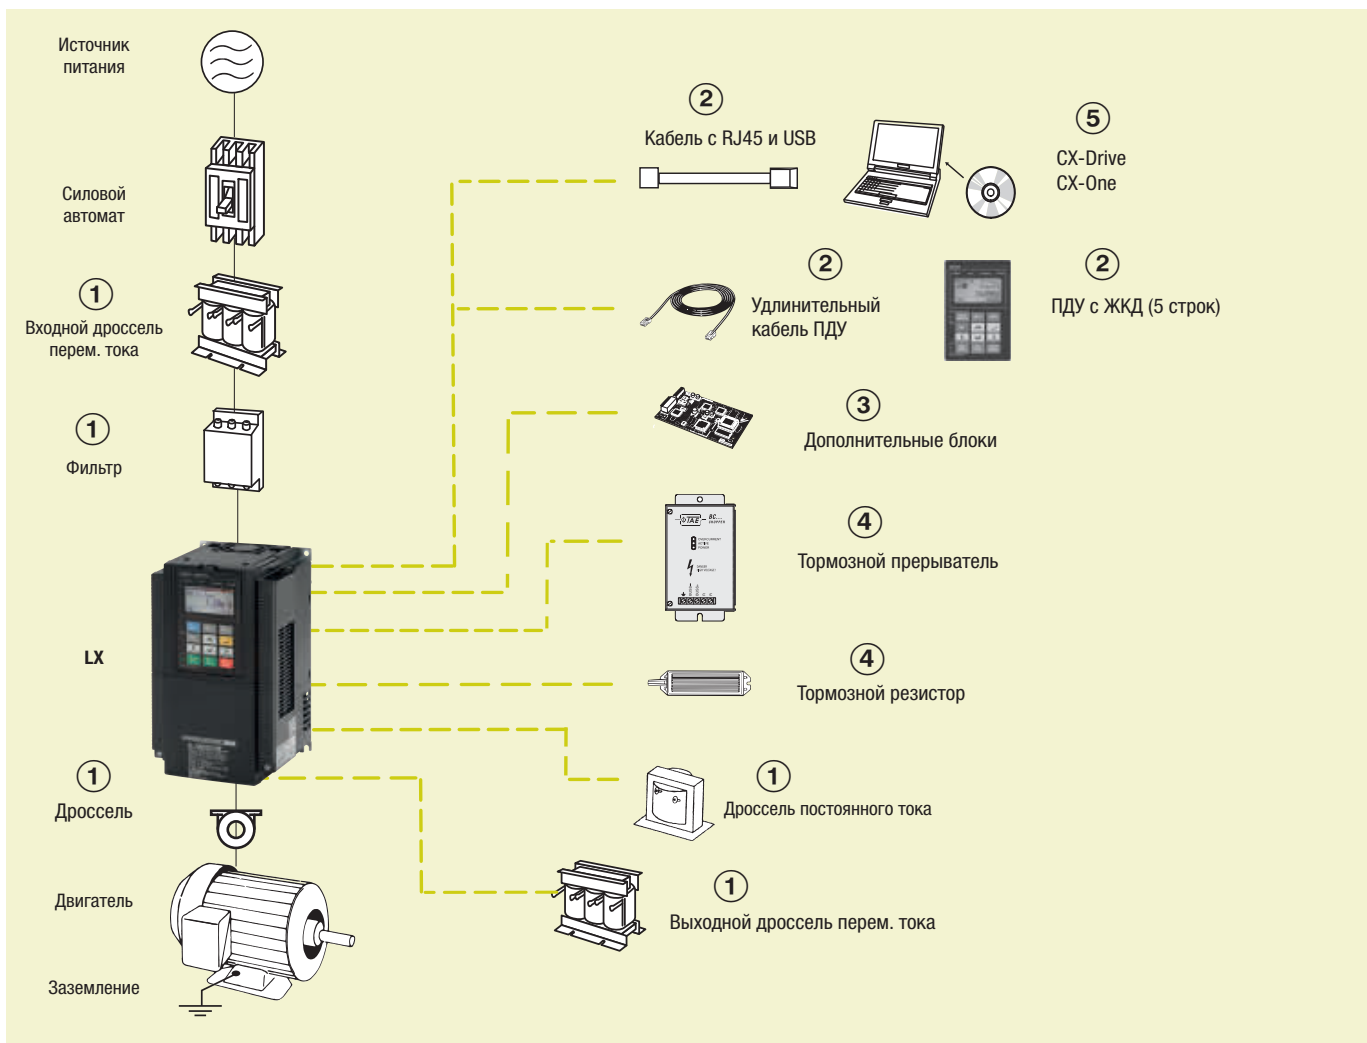 Источник
питания
Силовой
автомат
1
Входной дроссель
перем. тока
1
Фильтр
LX
1
Дроссель
Двигатель
Заземление
2
Кабель с RJ45 и USB
5
CX-Drive
CX-One
2
Удлинительный
кабель ПДУ
2
ПДУ с ЖКД (5 строк)
3
Дополнительные блоки
4
Тормозной прерыватель
4
Тормозной резистор
1
Дроссель постоянного тока
1
Выходной дроссель перем. тока